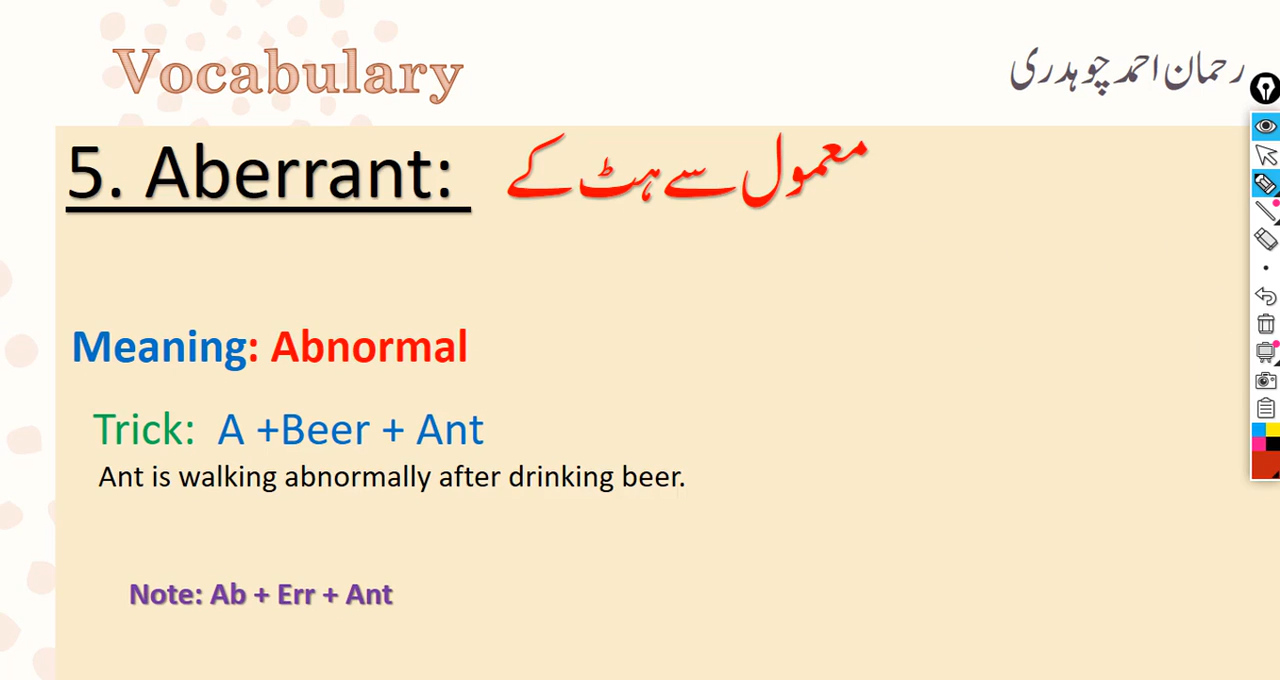 Vocabulary
رحمان احمد چوہدری
5. Aberrant: معمول سے ہٹ کے
Meaning: Abnormal
Trick: A +Beer + Ant
Ant is walking abnormally after drinking beer.
Note: Ab + Err + Ant